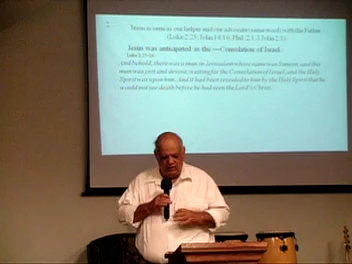 Jesus is seen as our helper and our advocate (same word) with the Father
(Luke 2:25; John 14:16; Phil. 2:1; I John 2:1).
Jesus was anticipated as the —Consolation of Israel.
Luke 2:25-26
And behold, there was a man in Jerusalem whose name was Simeon, and this
man was just and devout, waiting for the Consolation of Israel, and the Holy
Spirit was upon him. And it had been revealed to him by the Holy Spirit that he
would not see death before he had seen the Lord's Christ.